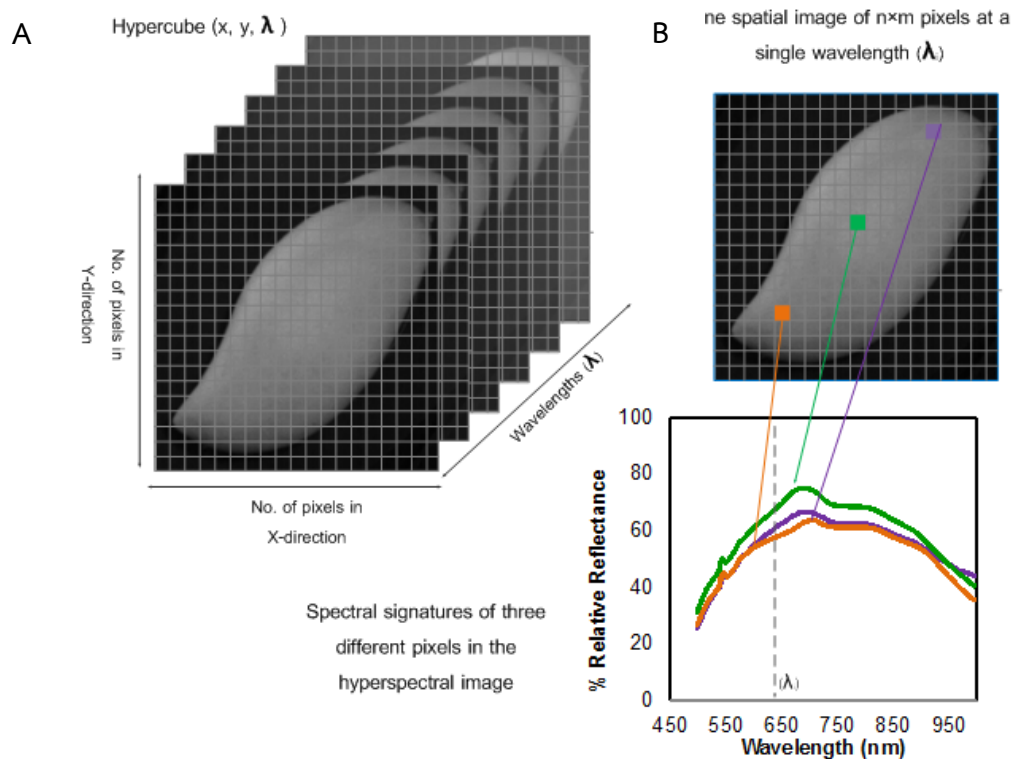 A
Hypercube (x, y, λ )
No. of pixels in
Y-direction
Wavelengths (λ)
No. of pixels in
X-direction
Spectral signatures of three
different pixels in the
hyperspectral image
B
ne spatial image of n×m pixels at a
single wavelength (λ)
% Relative Reflectance
100
80
60
40
20
0
(λ)
450 550 650 750 850 950
Wavelength (nm)